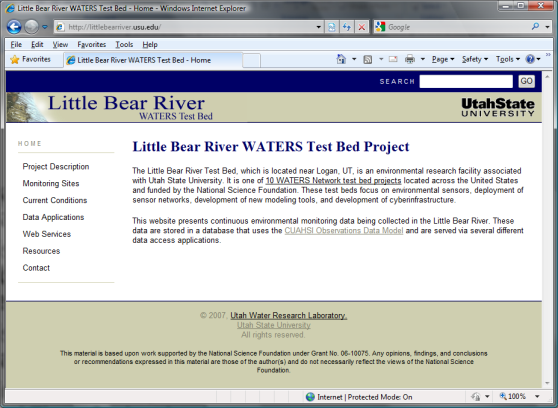 Little Bear River WATERS Test Bed - Home - Windows Internet Explorer
http://littlebearriver.usu.edu/
Google
File Edit View Favorites Tools Help
Favorites
Little Bear River WATERS Test Bed - Home
Page Safety Tools
SEARCH
GO
Little Bear River
WATERS Test Bed
UtahState
UNIVERSITY
HOME
Project Description
Monitoring Sites
Current Conditions
Data Applications
Web Services
Resources
Contact
Little Bear River WATERS Test Bed Project
The Little Bear River Test Bed, which is located near Logan, UT, is an environmental research facility associated
with Utah State University. It is one of 10 WATERS Network test bed projects located across the United States
and funded by the National Science Foundation. These test beds focus on environmental sensors, deployment of
sensor networks, development of new modeling tools, and development of cyberinfrastructure.
This website presents continuous environmental monitoring data being collected in the Little Bear River. These
data are stored in a database that uses the CUAHSI Observations Data Model and are served via several different
data access applications.
© 2007, Utah Water Research Laboratory.
Utah State University
All rights reserved.
This material is based upon work supported by the National Science Foundation under Grant No. 06-10075. Any opinions, findings, and conclusions
or recommendations expressed in this material are those of the author(s) and do not necessarily reflect the views of the National Science
Foundation.
Internet | Protected Mode: On
100%